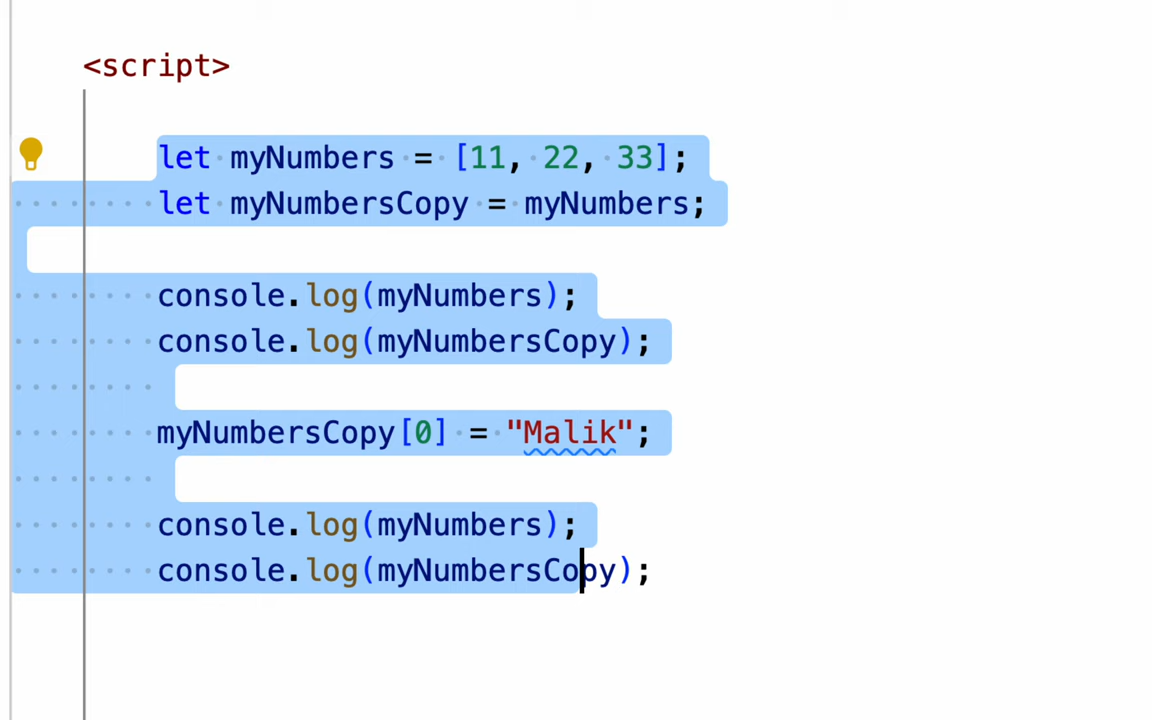 <script>
let myNumbers = [11, 22, 33];
let myNumbersCopy = myNumbers;
console.log(myNumbers);
console.log(myNumbersCopy);
myNumbersCopy[0] = "Malik";
console.log(myNumbers);
console.log(myNumbersCopy);